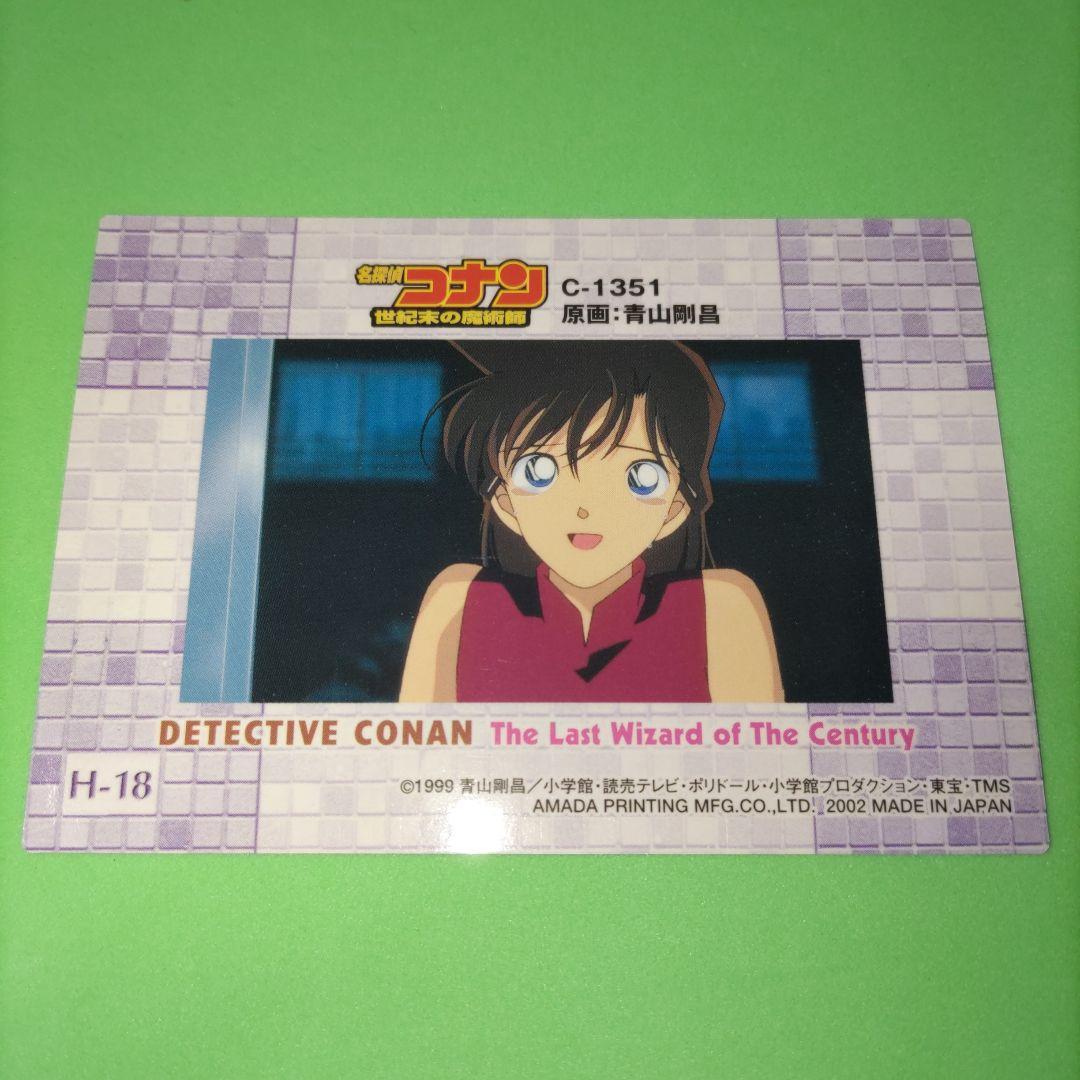 名探偵
コナン
世紀末の魔術師
C-1351
原画：青山剛昌
DETECTIVE CONAN The Last Wizard of The Century
H-18
©1999 青山剛昌／小学館・読売テレビ・ポリドール・小学館プロダクション・東宝・TMS
AMADA PRINTING MFG.CO.,LTD. 2002 MADE IN JAPAN